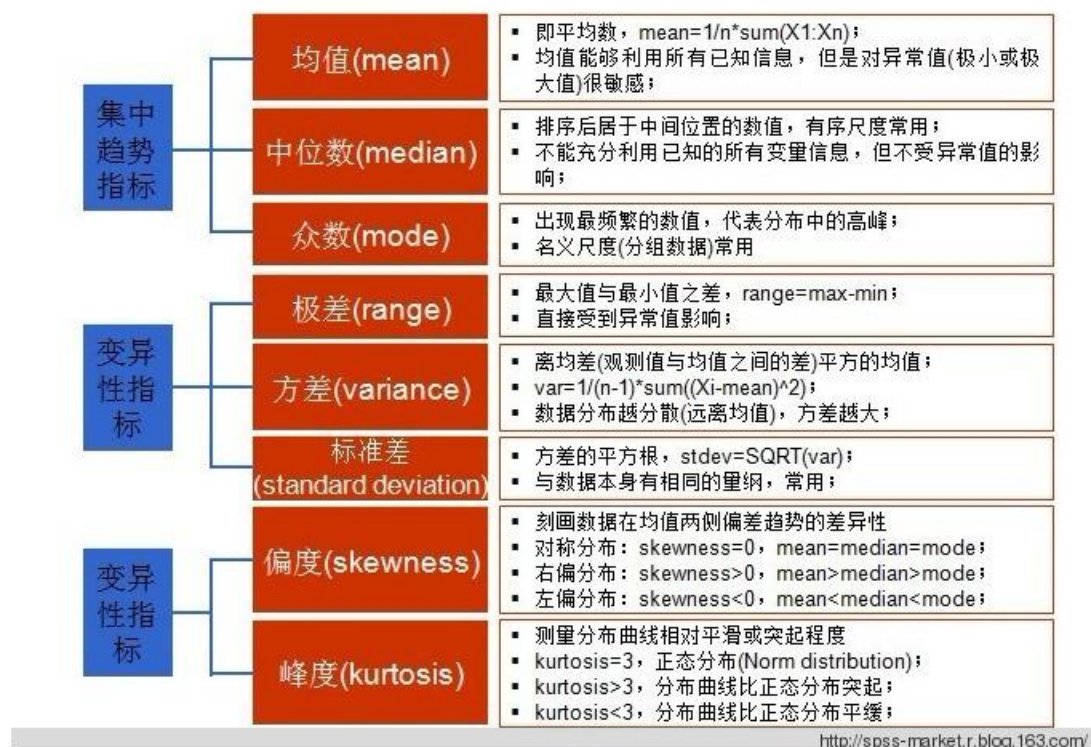 集中
趋势
指标
均值(mean)
▪ 即平均数，mean=1/n*sum(X1:Xn)；
▪ 均值能够利用所有已知信息，但是对异常值(极小或极
大值)很敏感；
中位数(median)
▪ 排序后居于中间位置的数值，有序尺度常用；
▪ 不能充分利用已知的所有变量信息，但不受异常值的影
响；
众数(mode)
▪ 出现最频繁的数值，代表分布中的高峰；
▪ 名义尺度(分组数据)常用
变异
性指
标
极差(range)
▪ 最大值与最小值之差，range=max-min；
▪ 直接受到异常值影响；
方差(variance)
▪ 离均差(观测值与均值之间的差)平方的均值；
▪ var=1/(n-1)*sum((Xi-mean)^2)；
▪ 数据分布越分散(远离均值)，方差越大；
标准差
(standard deviation)
▪ 方差的平方根，stdev=SQRT(var)；
▪ 与数据本身有相同的量纲，常用；
变异
性指
标
偏度(skewness)
▪ 刻画数据在均值两侧偏差趋势的差异性
▪ 对称分布：skewness=0，mean=median=mode；
▪ 右偏分布：skewness>0，mean>median>mode；
▪ 左偏分布：skewness<0，mean<median<mode；
峰度(kurtosis)
▪ 测量分布曲线相对平滑或突起程度
▪ kurtosis=3，正态分布(Norm distribution)；
▪ kurtosis>3，分布曲线比正态分布突起；
▪ kurtosis<3，分布曲线比正态分布平缓；
http://spss-market.r.blog.163.com/